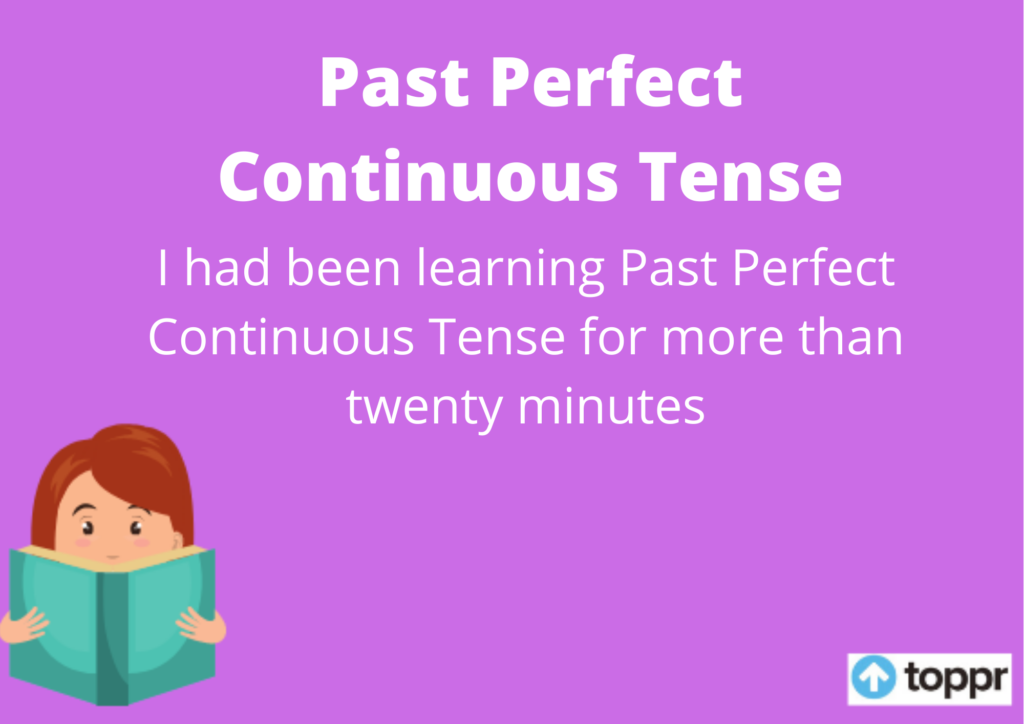 Past Perfect
Continuous Tense
I had been learning Past Perfect
Continuous Tense for more than
twenty minutes
toppr